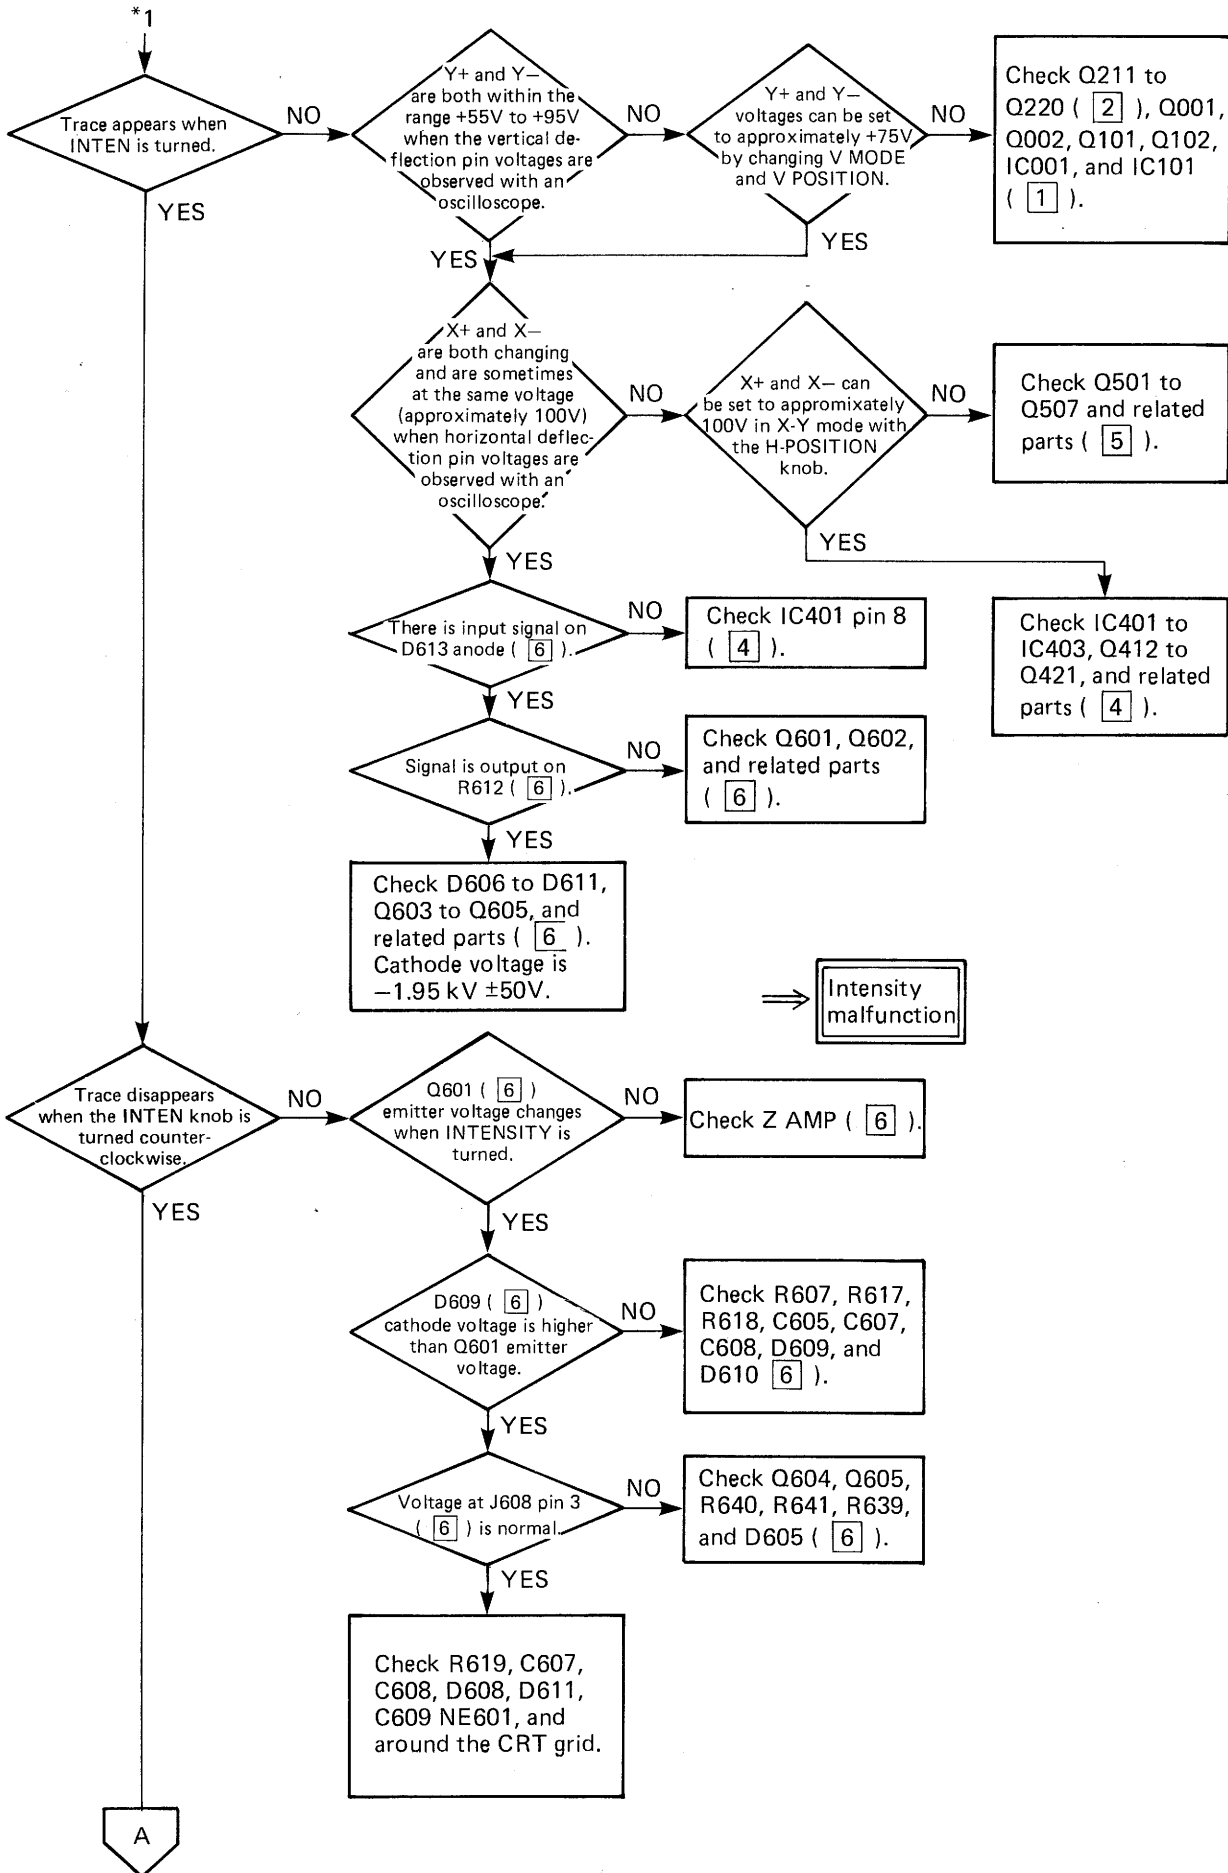 *1
Trace appears when
INTEN is turned.
NO
YES
Y+ and Y−
are both within the
range +55V to +95V
when the vertical de-
flection pin voltages are
observed with an
oscilloscope.
NO
YES
Y+ and Y−
voltages can be set
to approximately +75V
by changing V MODE
and V POSITION.
NO
YES
Check Q211 to
Q220 ( 2 ), Q001,
Q002, Q101, Q102,
IC001, and IC101
( 1 ).
X+ and X−
are both changing
and are sometimes
at the same voltage
(approximately 100V)
when horizontal deflec-
tion pin voltages are
observed with an
oscilloscope.
NO
YES
X+ and X− can
be set to appromixately
100V in X-Y mode with
the H-POSITION
knob.
NO
YES
Check Q501 to
Q507 and related
parts ( 5 ).
Check IC401 to
IC403, Q412 to
Q421, and related
parts ( 4 ).
There is input signal on
D613 anode ( 6 ).
NO
YES
Check IC401 pin 8
( 4 ).
Signal is output on
R612 ( 6 ).
NO
YES
Check Q601, Q602,
and related parts
( 6 ).
Check D606 to D611,
Q603 to Q605, and
related parts ( 6 ).
Cathode voltage is
−1.95 kV ±50V.
⇒ Intensity
malfunction
Trace disappears
when the INTEN knob is
turned counter-
clockwise.
NO
YES
Q601 ( 6 )
emitter voltage changes
when INTENSITY is
turned.
NO
YES
Check Z AMP ( 6 ).
D609 ( 6 )
cathode voltage is higher
than Q601 emitter
voltage.
NO
YES
Check R607, R617,
R618, C605, C607,
C608, D609, and
D610 6 ).
Voltage at J608 pin 3
( 6 ) is normal.
NO
YES
Check Q604, Q605,
R640, R641, R639,
and D605 ( 6 ).
Check R619, C607,
C608, D608, D611,
C609 NE601, and
around the CRT grid.
A